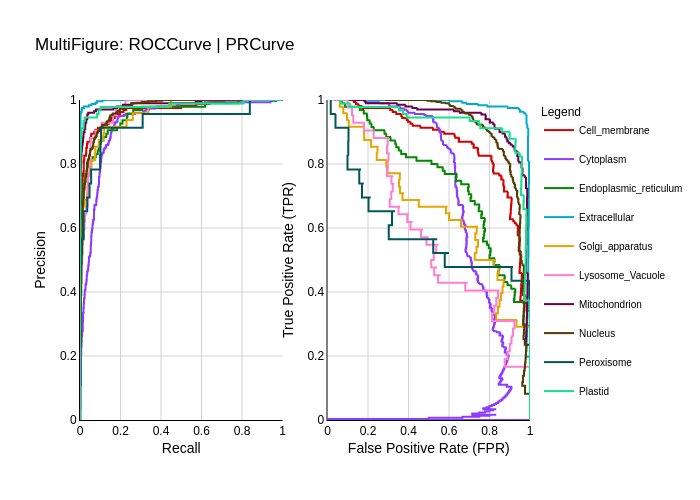 MultiFigure: ROCCurve | PRCurve
1
0.8
0.6
0.4
0.2
0
0
0.2
0.4
0.6
0.8
1
Recall
Precision
1
0.8
0.6
0.4
0.2
0
0
0.2
0.4
0.6
0.8
1
False Positive Rate (FPR)
True Positive Rate (TPR)
Legend
Cell_membrane
Cytoplasm
Endoplasmic_reticulum
Extracellular
Golgi_apparatus
Lysosome_Vacuole
Mitochondrion
Nucleus
Peroxisome
Plastid